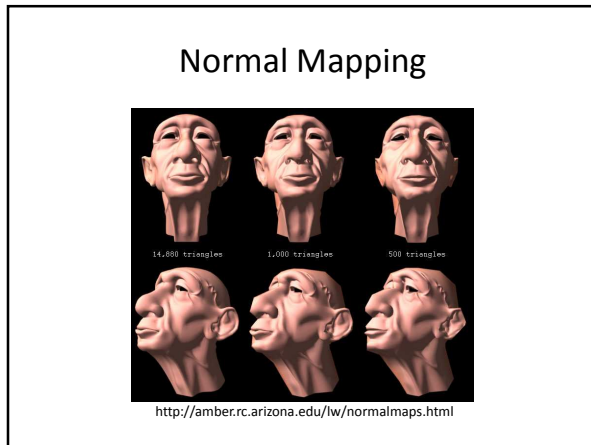 Normal Mapping
14,880 triangles 1,000 triangles 500 triangles
http://amber.rc.arizona.edu/lw/normalmaps.html